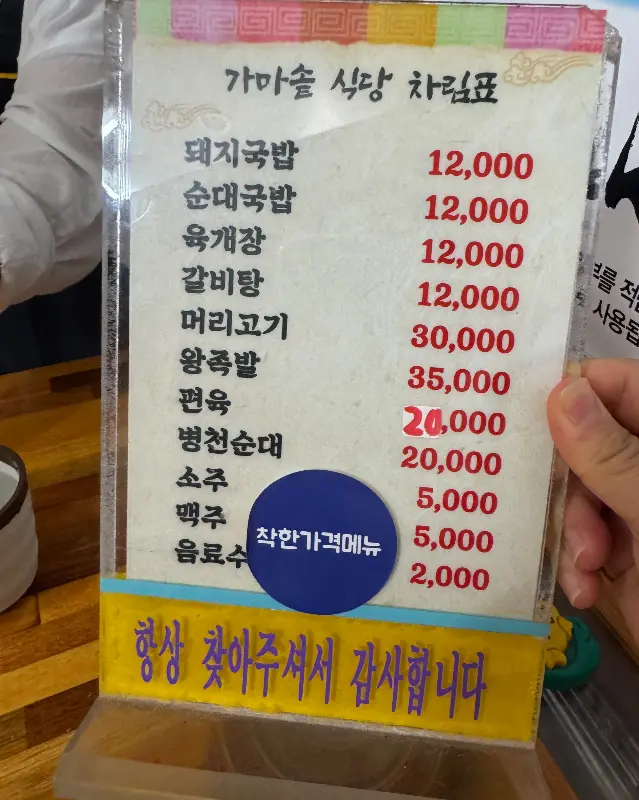 가마솥 식당 차림표
돼지국밥 12,000
순대국밥 12,000
육개장 12,000
갈비탕 12,000
머리고기 30,000
왕족발 35,000
편육 20,000
병천순대 20,000
소주 5,000
맥주 5,000
음료수 2,000
착한가격메뉴
항상 찾아주셔서 감사합니다
사용